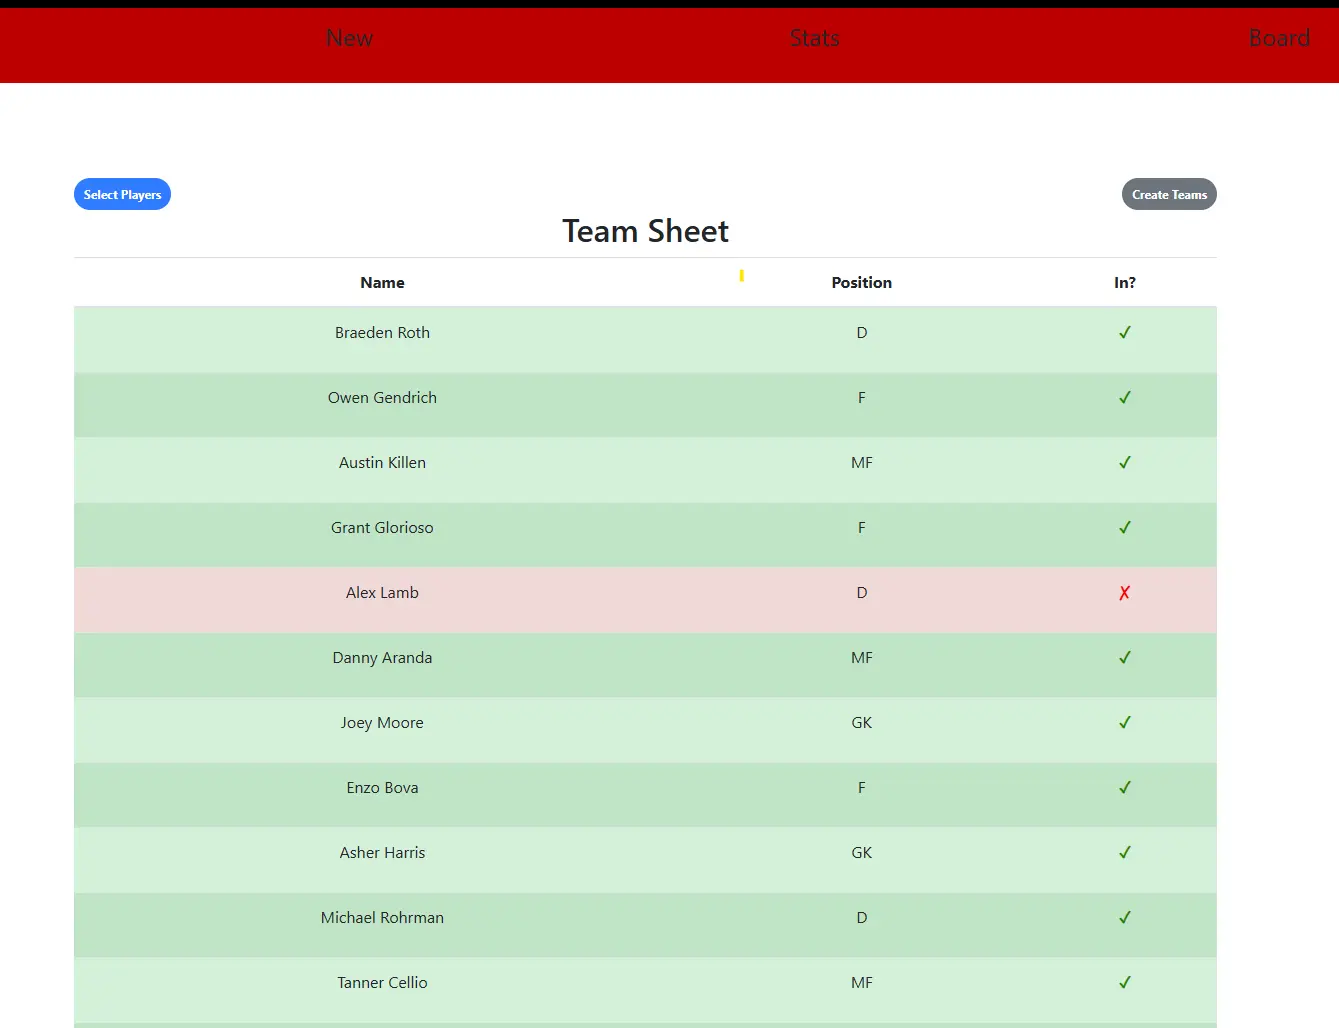 New Stats Board
Select Players Create Teams
Team Sheet
Name Position In?
Braeden Roth D ✓
Owen Gendrich F ✓
Austin Killen MF ✓
Grant Glorioso F ✓
Alex Lamb D ✗
Danny Aranda MF ✓
Joey Moore GK ✓
Enzo Bova F ✓
Asher Harris GK ✓
Michael Rohrman D ✓
Tanner Cellio MF ✓